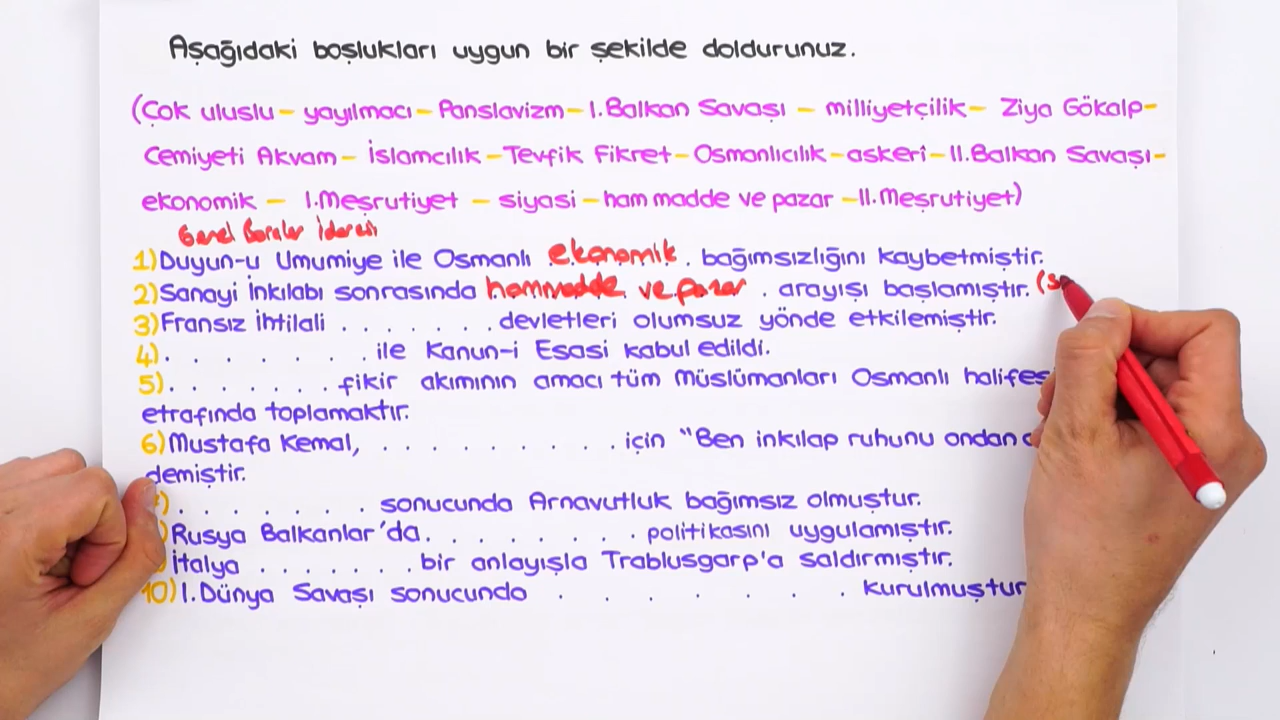 Aşağıdaki boşlukları uygun bir şekilde doldurunuz.
(Çok uluslu – yayılmacı – Panslavizm – I.Balkan Savaşı – milliyetçilik – Ziya Gökalp –
Cemiyeti Akvam – İslamcılık – Tevfik Fikret – Osmanlıcılık – askerî – II.Balkan Savaşı –
ekonomik – I.Meşrutiyet – siyasi – ham madde ve pazar – II.Meşrutiyet)
Genel Borçlar İdaresi
1)Duyun-u Umumiye ile Osmanlı ekonomik . bağımsızlığını kaybetmiştir.
2)Sanayi İnkılabı sonrasında hammadde ve pazar . arayışı başlamıştır. (s
3)Fransız İhtilali . . . . . . . devletleri olumsuz yönde etkilemiştir.
4). . . . . . . ile Kanun-i Esasi kabul edildi.
5). . . . . . . fikir akımının amacı tüm Müslümanları Osmanlı halifes
etrafında toplamaktır.
6)Mustafa Kemal, . . . . . . . . . için "Ben inkılap ruhunu ondan
demiştir.
) . . . . . . . sonucunda Arnavutluk bağımsız olmuştur.
)Rusya Balkanlar'da. . . . . . . . politikasını uygulamıştır.
)İtalya . . . . . . . bir anlayışla Trablusgarp'a saldırmıştır.
10)I.Dünya Savaşı sonucunda . . . . . . kurulmuştur